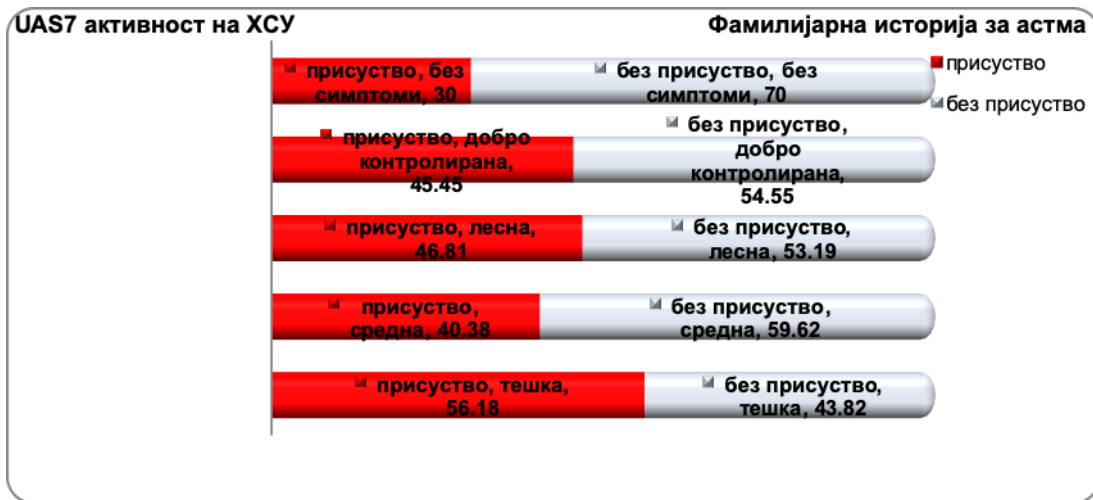 UAS7 активност на ХСУ
Фамилијарна историја за астма
присуство
без присуство
присуство, без
симптоми, 30
без присуство, без
симптоми, 70
присуство, добро
контролирана,
45.45
без присуство,
добро
контролирана,
54.55
присуство, лесна,
46.81
без присуство,
лесна, 53.19
присуство,
средна, 40.38
без присуство,
средна, 59.62
присуство, тешка,
56.18
без присуство,
тешка, 43.82